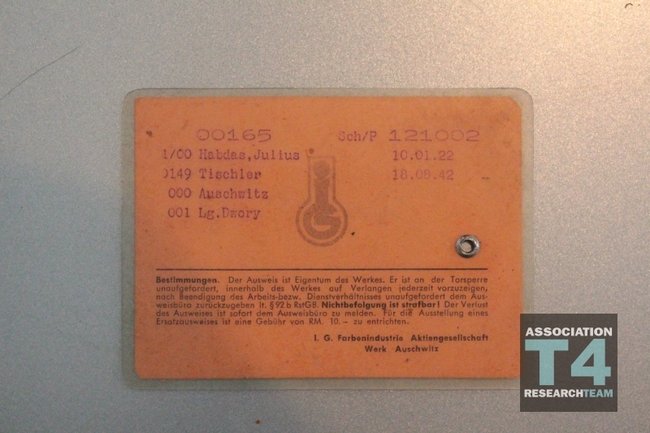 00165 Sch/P 121002
1/00 Habdas,Julius 10.01.22
0149 Tischler 18.08.42
000 Auschwitz
001 Lg.Dwory
IG
Bestimmungen. Der Ausweis ist Eigentum des Werkes. Er ist an der Torsperre
unaufgefordert, innerhalb des Werkes auf Verlangen jederzeit vorzuzeigen,
nach Beendigung des Arbeits-bezw. Dienstverhältnisses unaufgefordert dem Aus-
weisbüro zurückzugeben lt. § 92 b RstGB. Nichtbefolgung ist strafbar! Der Verlust
des Ausweises ist sofort dem Ausweisbüro zu melden. Für die Ausstellung eines
Ersatzausweises ist eine Gebühr von RM. 10.- zu entrichten.
I. G. Farbenindustrie Aktiengesellschaft
Werk Auschwitz
ASSOCIATION
T4
RESEARCHTEAM